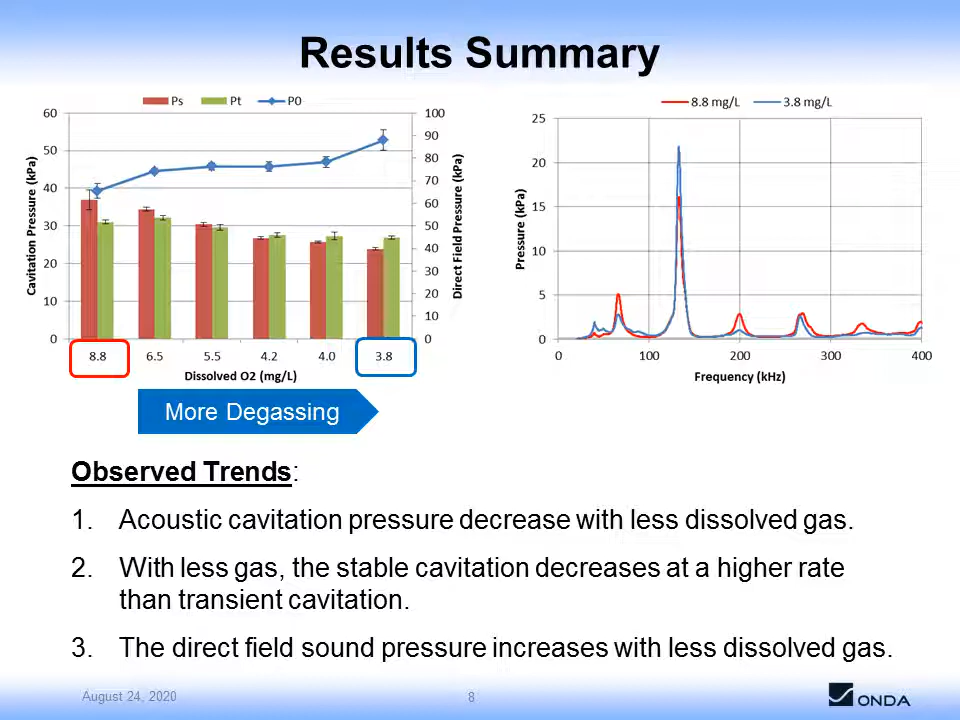 Results Summary
Ps Pt P0
60
50
40
30
20
10
0
Cavitation Pressure (kPa)
100
90
80
70
60
50
40
30
20
10
0
Direct Field Pressure (kPa)
8.8 6.5 5.5 4.2 4.0 3.8
Dissolved O2 (mg/L)
More Degassing
8.8 mg/L 3.8 mg/L
25
20
15
10
5
0
Pressure (kPa)
0 100 200 300 400
Frequency (kHz)
Observed Trends:
1. Acoustic cavitation pressure decrease with less dissolved gas.
2. With less gas, the stable cavitation decreases at a higher rate
than transient cavitation.
3. The direct field sound pressure increases with less dissolved gas.
August 24, 2020
8
ONDA